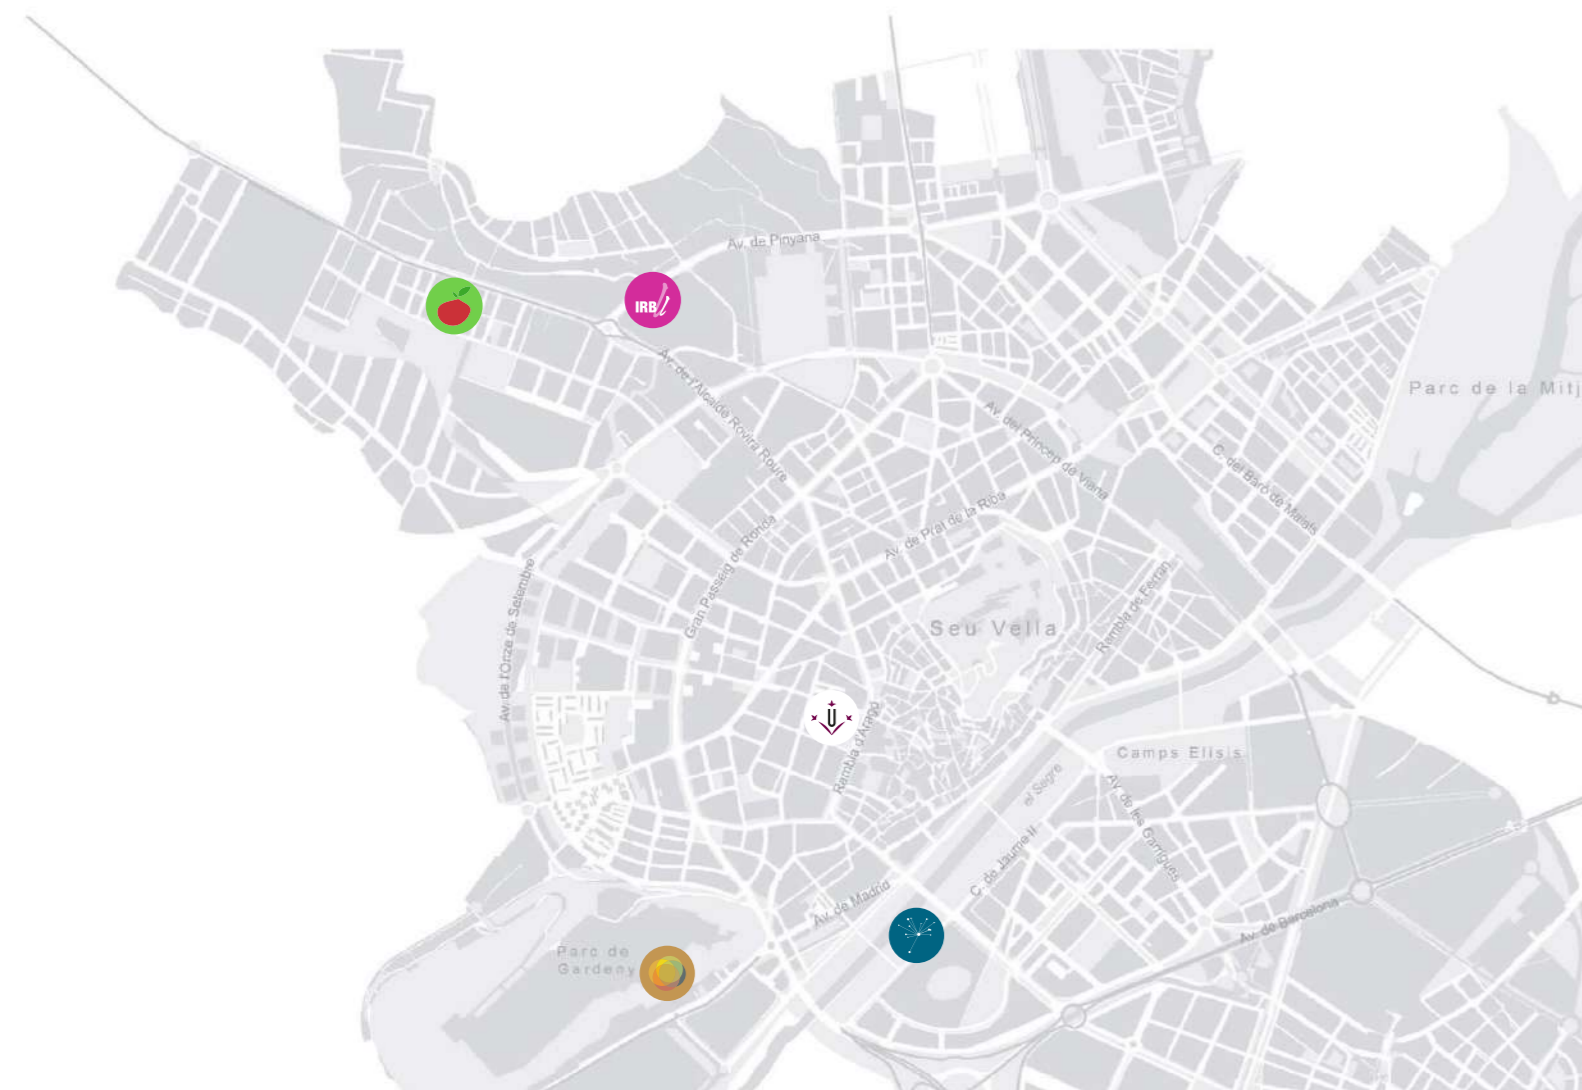 Av. de Pinyana
IRB
Av. de l'Alcalde Rovira Roure
Parc de la Mitj
Av. del Príncep de Viana
C. del Baró de Maials
Av. de Prat de la Riba
Gran Passeig de Ronda
Av. de l'Onze de Setembre
Rambla de Ferran
Seu Vella
U
Rambla d'Aragó
Camps Elisis
el Segre
Av. de les Garrigues
C. de Jaume II
Av. de Madrid
Av. de Barcelona
Parc de
Gardeny